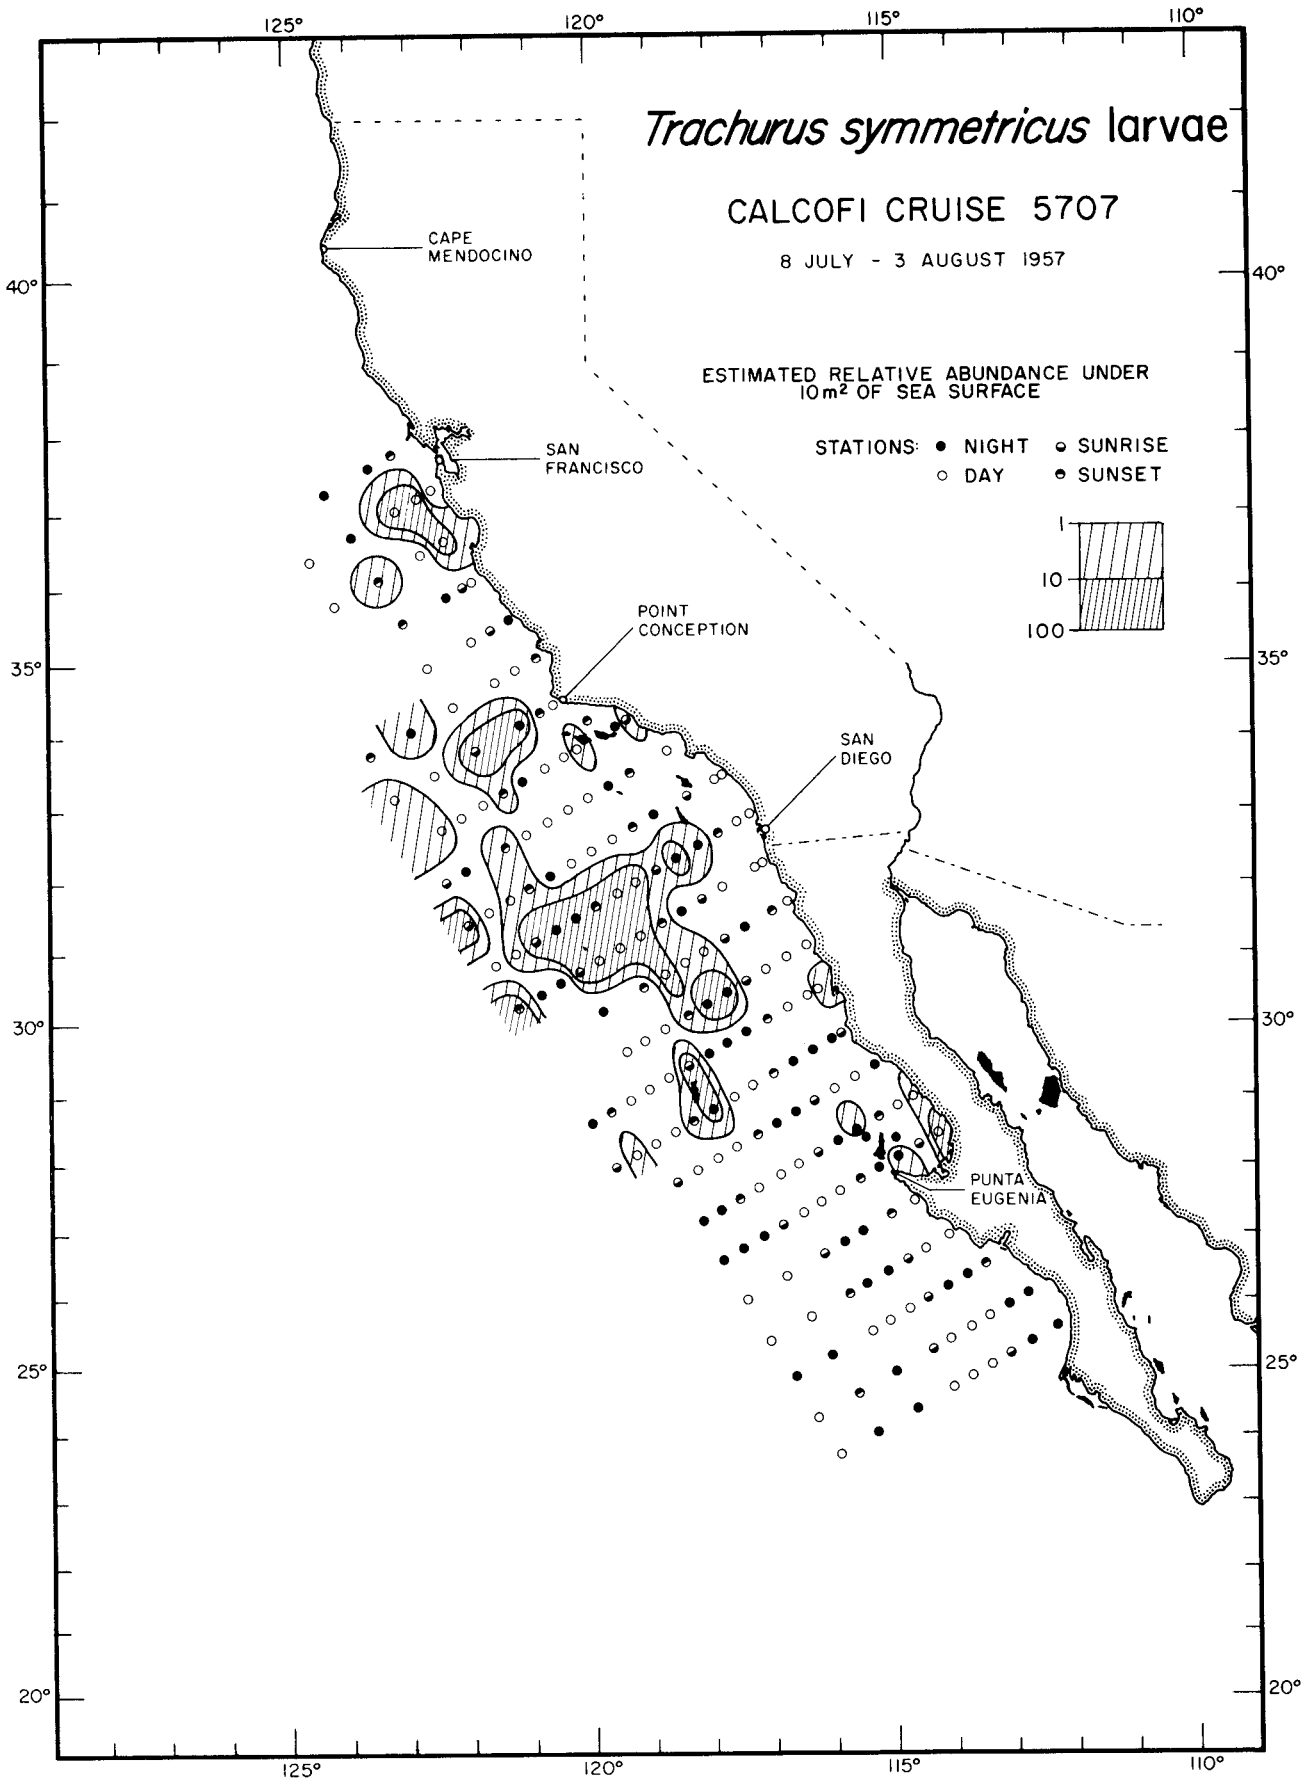 125° 120° 115° 110°
Trachurus symmetricus larvae
CALCOFI CRUISE 5707
8 JULY - 3 AUGUST 1957
CAPE
MENDOCINO
40° 40°
ESTIMATED RELATIVE ABUNDANCE UNDER
10m² OF SEA SURFACE
STATIONS: ● NIGHT ◒ SUNRISE
○ DAY ◓ SUNSET
SAN
FRANCISCO
1
10
100
POINT
CONCEPTION
35° 35°
SAN
DIEGO
30° 30°
PUNTA
EUGENIA
25° 25°
20° 20°
125° 120° 115° 110°